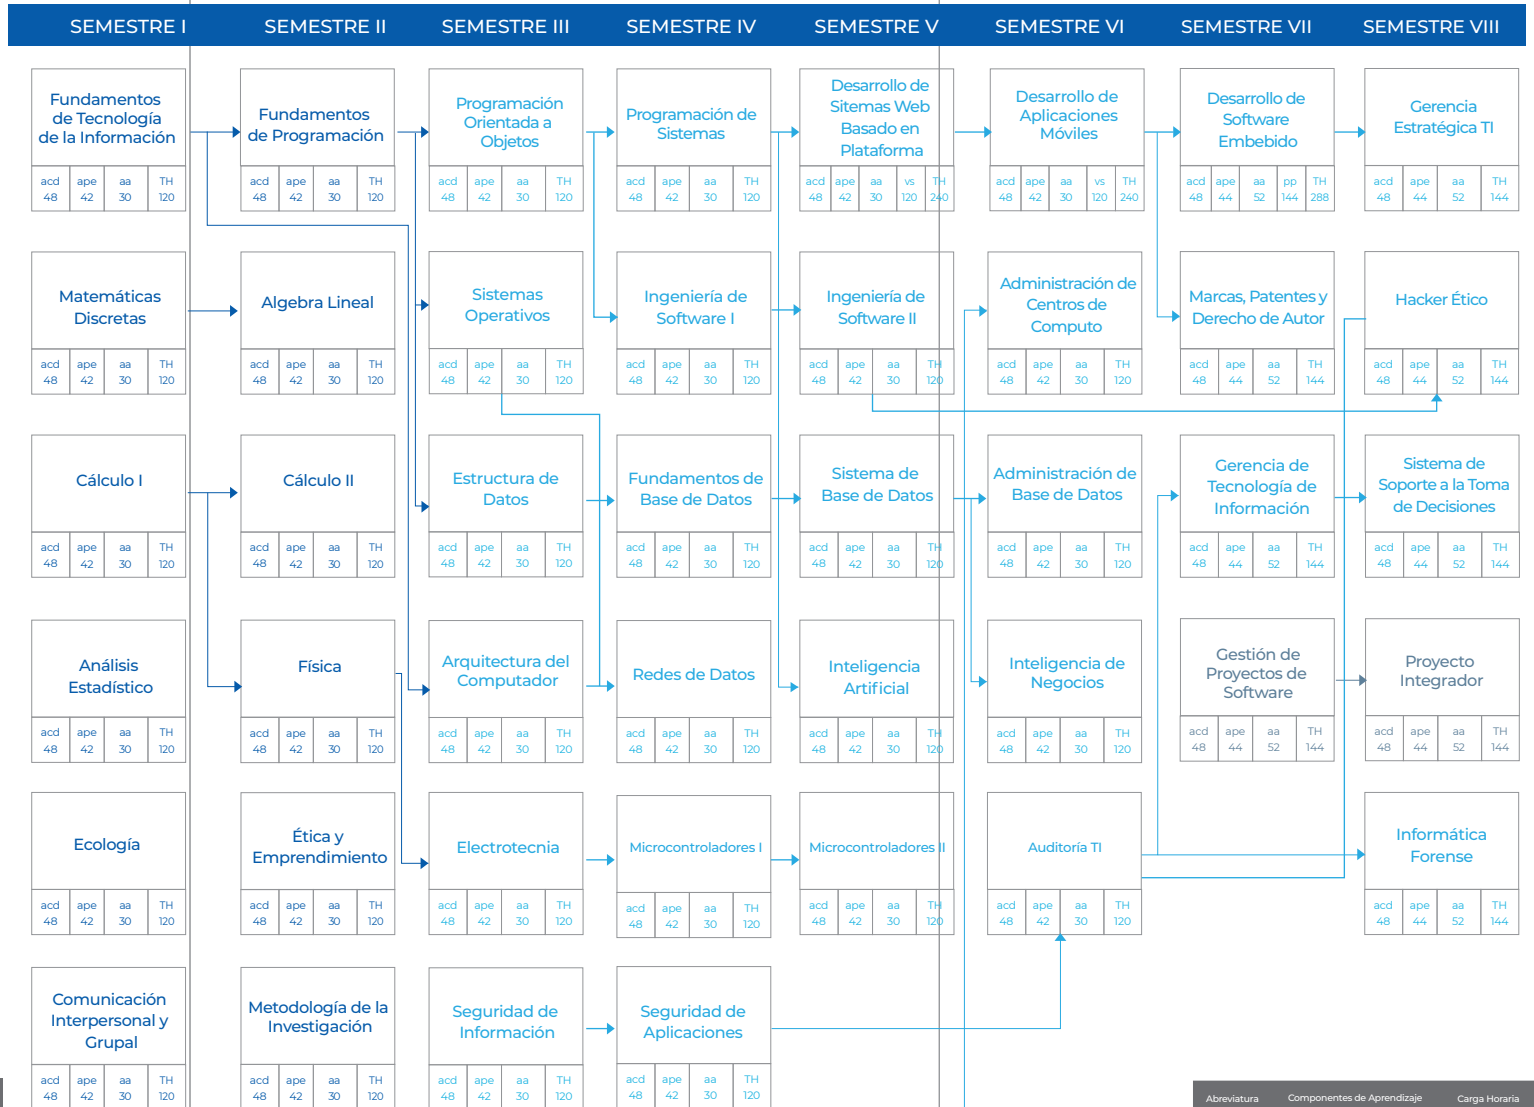 SEMESTRE I SEMESTRE II SEMESTRE III SEMESTRE IV SEMESTRE V SEMESTRE VI SEMESTRE VII SEMESTRE VIII
Fundamentos
de Tecnología
de la Información
acd ape aa TH
48 42 30 120
Fundamentos
de Programación
acd ape aa TH
48 42 30 120
Programación
Orientada a
Objetos
acd ape aa TH
48 42 30 120
Programación de
Sistemas
acd ape aa TH
48 42 30 120
Desarrollo de
Sitemas Web
Basado en
Plataforma
acd ape aa vs TH
48 42 30 120 240
Desarrollo de
Aplicaciones
Móviles
acd ape aa vs TH
48 42 30 120 240
Desarrollo de
Software
Embebido
acd ape aa pp TH
48 44 52 144 288
Gerencia
Estratégica TI
acd ape aa TH
48 44 52 144
Matemáticas
Discretas
acd ape aa TH
48 42 30 120
Algebra Lineal
acd ape aa TH
48 42 30 120
Sistemas
Operativos
acd ape aa TH
48 42 30 120
Ingeniería de
Software I
acd ape aa TH
48 42 30 120
Ingeniería de
Software II
acd ape aa TH
48 42 30 120
Administración de
Centros de
Computo
acd ape aa TH
48 42 30 120
Marcas, Patentes y
Derecho de Autor
acd ape aa TH
48 44 52 144
Hacker Ético
acd ape aa TH
48 44 52 144
Cálculo I
acd ape aa TH
48 42 30 120
Cálculo II
acd ape aa TH
48 42 30 120
Estructura de
Datos
acd ape aa TH
48 42 30 120
Fundamentos de
Base de Datos
acd ape aa TH
48 42 30 120
Sistema de
Base de Datos
acd ape aa TH
48 42 30 120
Administración de
Base de Datos
acd ape aa TH
48 42 30 120
Gerencia de
Tecnología de
Información
acd ape aa TH
48 44 52 144
Sistema de
Soporte a la Toma
de Decisiones
acd ape aa TH
48 44 52 144
Análisis
Estadístico
acd ape aa TH
48 42 30 120
Física
acd ape aa TH
48 42 30 120
Arquitectura del
Computador
acd ape aa TH
48 42 30 120
Redes de Datos
acd ape aa TH
48 42 30 120
Inteligencia
Artificial
acd ape aa TH
48 42 30 120
Inteligencia de
Negocios
acd ape aa TH
48 42 30 120
Gestión de
Proyectos de
Software
acd ape aa TH
48 44 52 144
Proyecto
Integrador
acd ape aa TH
48 44 52 144
Ecología
acd ape aa TH
48 42 30 120
Ética y
Emprendimiento
acd ape aa TH
48 42 30 120
Electrotecnia
acd ape aa TH
48 42 30 120
Microcontroladores I
acd ape aa TH
48 42 30 120
Microcontroladores II
acd ape aa TH
48 42 30 120
Auditoría TI
acd ape aa TH
48 42 30 120
Informática
Forense
acd ape aa TH
48 44 52 144
Comunicación
Interpersonal y
Grupal
acd ape aa TH
48 42 30 120
Metodología de la
Investigación
acd ape aa TH
48 42 30 120
Seguridad de
Información
acd ape aa TH
48 42 30 120
Seguridad de
Aplicaciones
acd ape aa TH
48 42 30 120
Abreviatura Componentes de Aprendizaje Carga Horaria